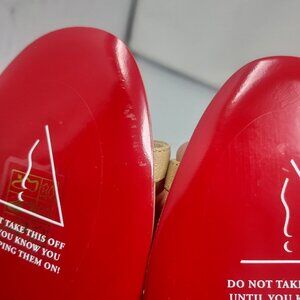 T TAKE THIS OFF
YOU KNOW YOU
PING THEM ON!
DO NOT TAKE
UNTIL YOU K